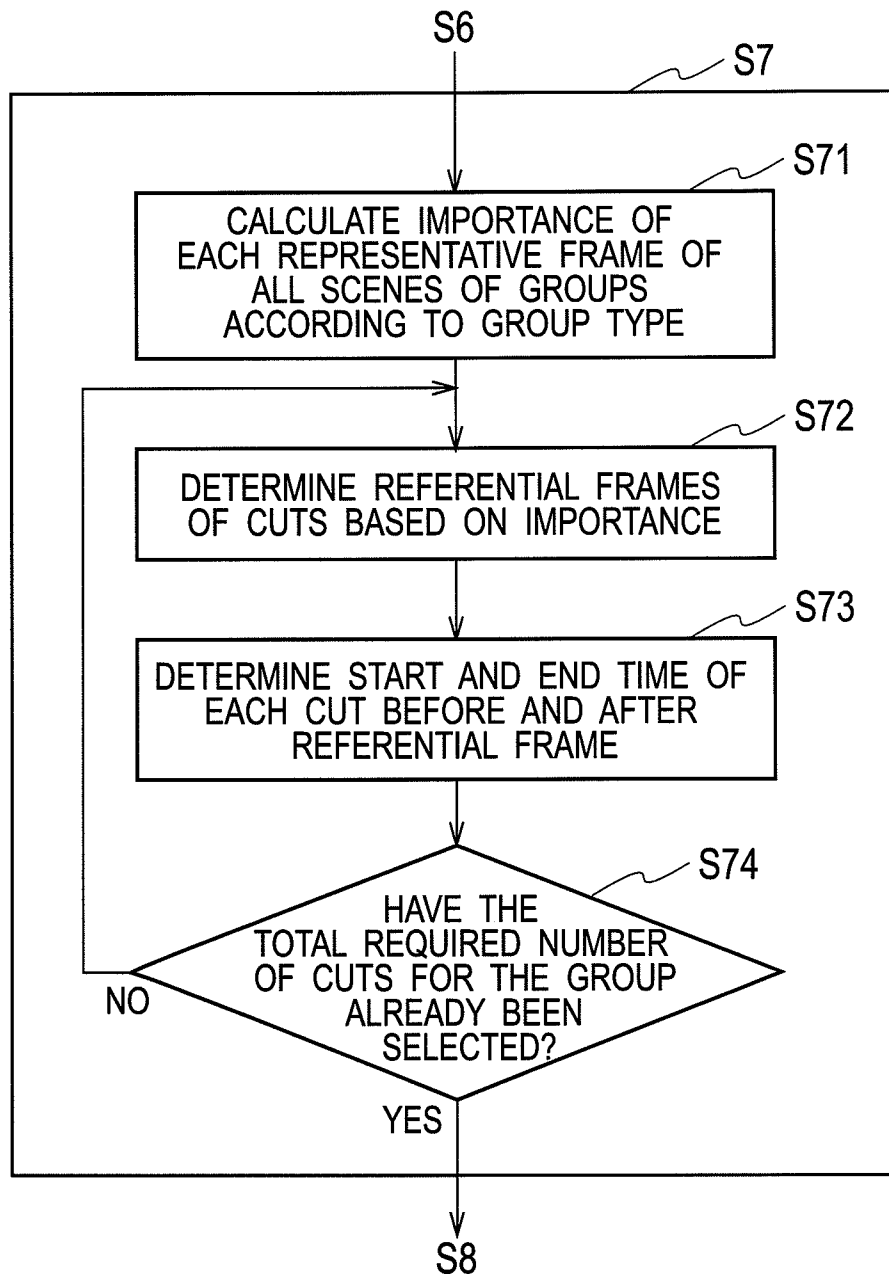 S6
S7
S71
CALCULATE IMPORTANCE OF
EACH REPRESENTATIVE FRAME OF
ALL SCENES OF GROUPS
ACCORDING TO GROUP TYPE
S72
DETERMINE REFERENTIAL FRAMES
OF CUTS BASED ON IMPORTANCE
S73
DETERMINE START AND END TIME OF
EACH CUT BEFORE AND AFTER
REFERENTIAL FRAME
S74
HAVE THE
TOTAL REQUIRED NUMBER
OF CUTS FOR THE GROUP
ALREADY BEEN
SELECTED?
NO
YES
S8